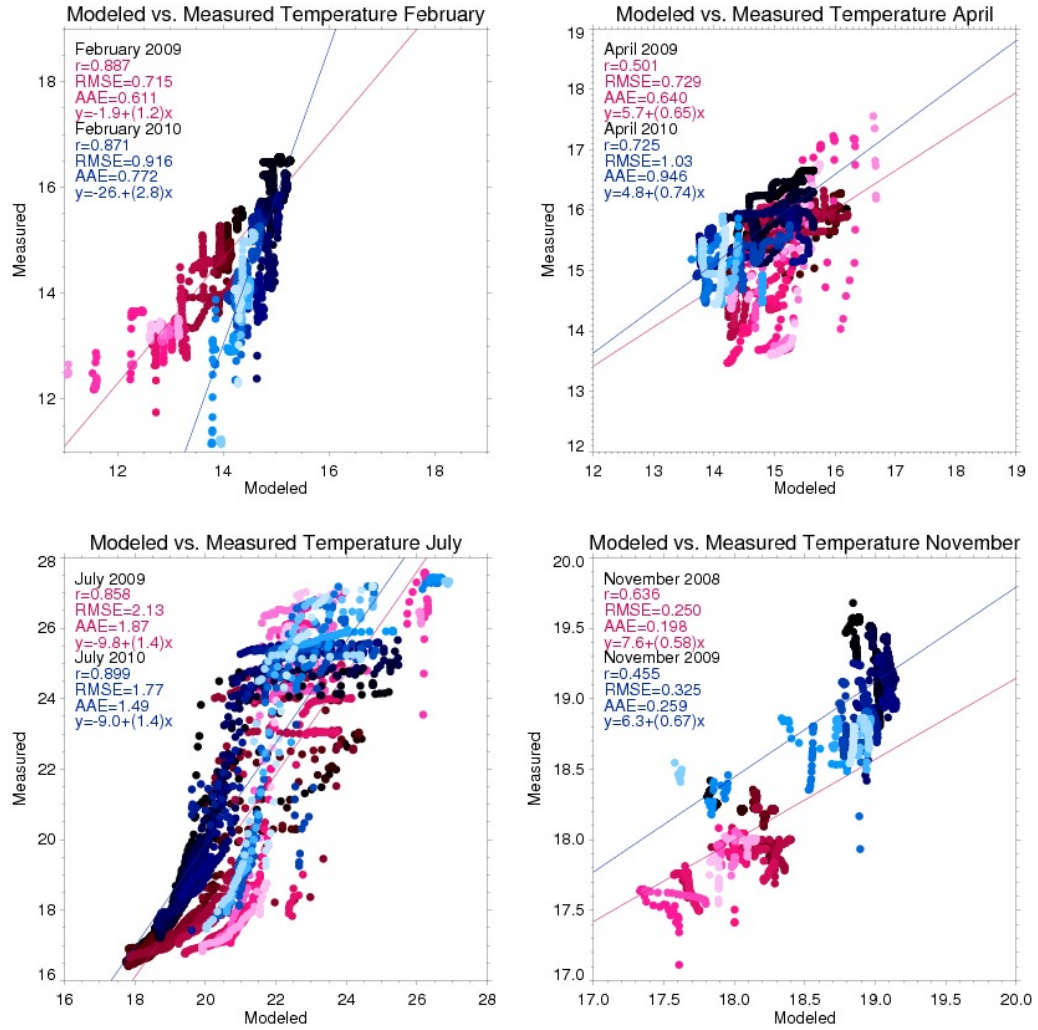 Modeled vs. Measured Temperature February
February 2009
r=0.887
RMSE=0.715
AAE=0.611
y=-1.9+(1.2)x
February 2010
r=0.871
RMSE=0.916
AAE=0.772
y=-26.+(2.8)x
18
16
14
12
Measured
12 14 16 18
Modeled
Modeled vs. Measured Temperature April
April 2009
r=0.501
RMSE=0.729
AAE=0.640
y=5.7+(0.65)x
April 2010
r=0.725
RMSE=1.03
AAE=0.946
y=4.8+(0.74)x
19
18
17
16
15
14
13
12
Measured
12 13 14 15 16 17 18 19
Modeled
Modeled vs. Measured Temperature July
July 2009
r=0.858
RMSE=2.13
AAE=1.87
y=-9.8+(1.4)x
July 2010
r=0.899
RMSE=1.77
AAE=1.49
y=-9.0+(1.4)x
28
26
24
22
20
18
16
Measured
16 18 20 22 24 26 28
Modeled
Modeled vs. Measured Temperature November
November 2008
r=0.636
RMSE=0.250
AAE=0.198
y=7.6+(0.58)x
November 2009
r=0.455
RMSE=0.325
AAE=0.259
y=6.3+(0.67)x
20.0
19.5
19.0
18.5
18.0
17.5
17.0
Measured
17.0 17.5 18.0 18.5 19.0 19.5 20.0
Modeled